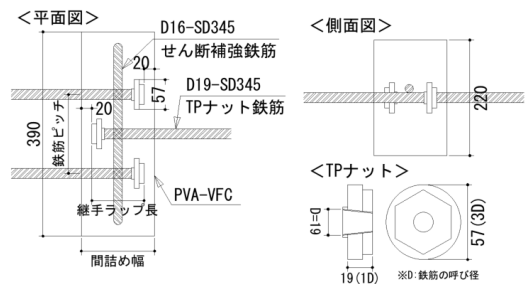 ＜平面図＞
D16-SD345
せん断補強鉄筋
20
57
D19-SD345
TPナット鉄筋
20
390
鉄筋ピッチ
PVA-VFC
継手ラップ長
間詰め幅
＜側面図＞
220
＜TPナット＞
D=19
57(3D)
19(1D)
※D:鉄筋の呼び径